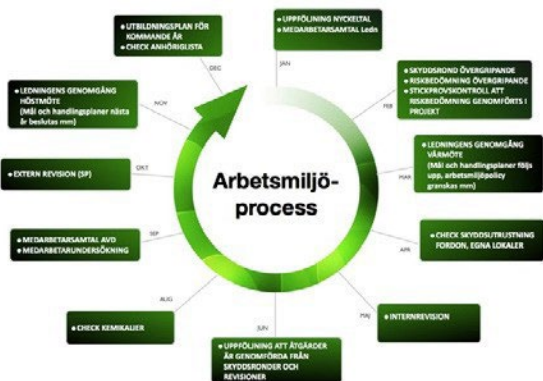 ● UPPFÖLJNING NYCKELTAL
● MEDARBETARSAMTAL Ledn
JAN
● SKYDDSROND ÖVERGRIPANDE
● RISKBEDÖMNING ÖVERGRIPANDE
● STICKPROVSKONTROLL ATT
RISKBEDÖMNING GENOMFÖRTS I
PROJEKT
FEB
● LEDNINGENS GENOMGÅNG
VÅRMÖTE
(Mål och handlingsplaner följs
upp, arbetsmiljöpolicy
granskas mm)
MAR
● CHECK SKYDDSUTRUSTNING
FORDON, EGNA LOKALER
APR
● INTERNREVISION
MAJ
● UPPFÖLJNING ATT ÅTGÄRDER
ÄR GENOMFÖRDA FRÅN
SKYDDSRONDER OCH
REVISIONER
JUN
● CHECK KEMIKALIER
AUG
● MEDARBETARSAMTAL AVD
● MEDARBETARUNDERSÖKNING
SEP
● EXTERN REVISION (SP)
OKT
● LEDNINGENS GENOMGÅNG
HÖSTMÖTE
(Mål och handlingsplaner nästa
år beslutas mm)
NOV
● UTBILDNINGSPLAN FÖR
KOMMANDE ÅR
● CHECK ANHÖRIGLISTA
DEC
Arbetsmiljö-
process